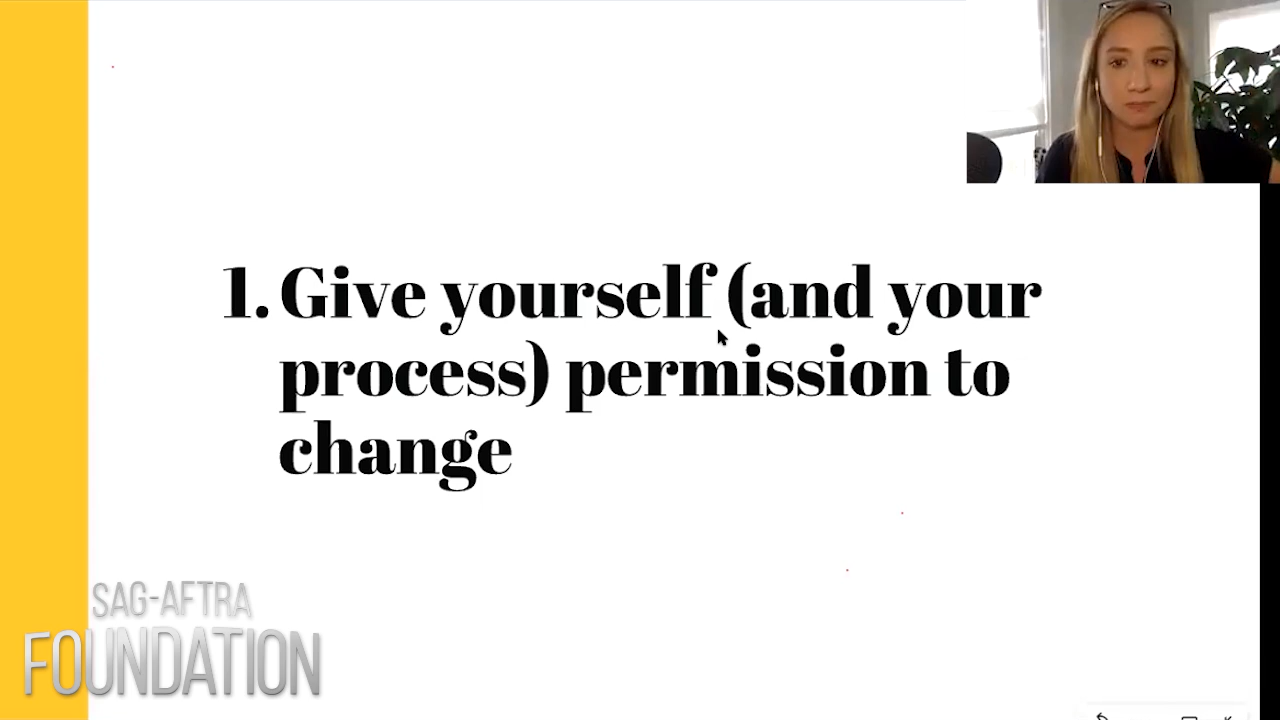 1. Give yourself (and your
process) permission to
change
SAG-AFTRA
FOUNDATION